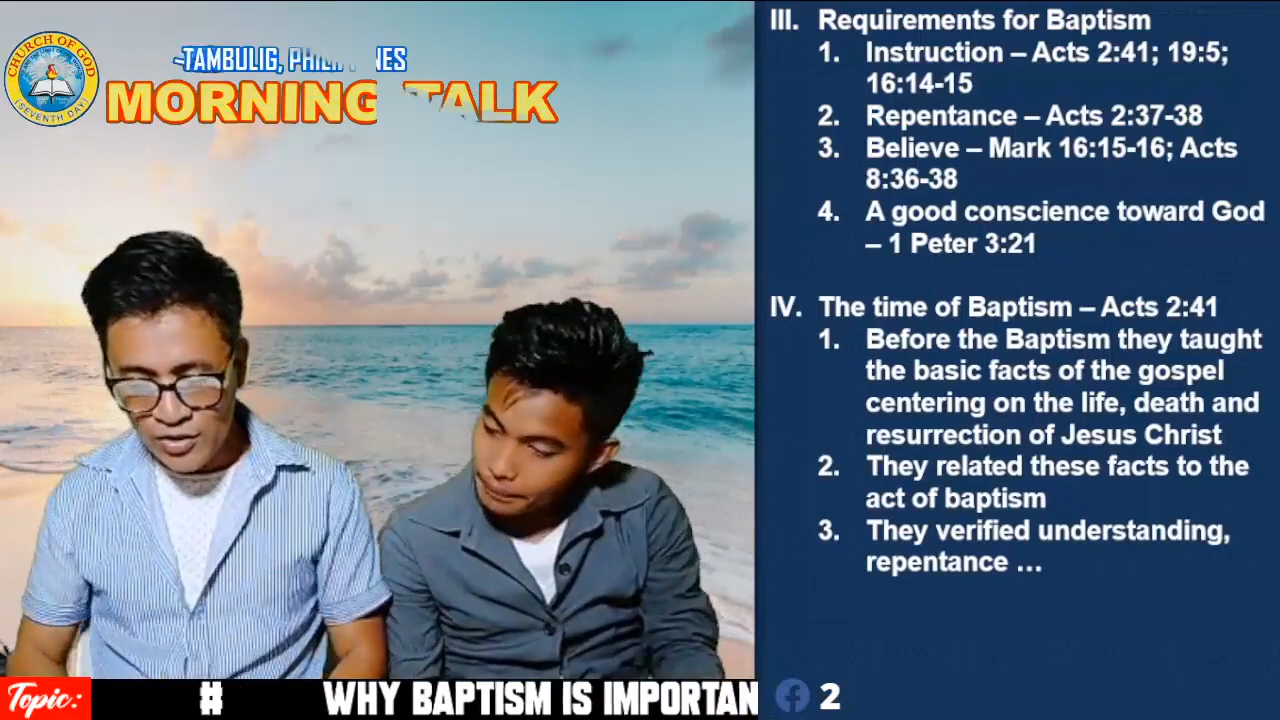 CHURCH OF GOD
(SEVENTH DAY)
~TAMBULIG,
MORNING TALK
III. Requirements for Baptism
1. Instruction – Acts 2:41; 19:5;
16:14-15
2. Repentance – Acts 2:37-38
3. Believe – Mark 16:15-16; Acts
8:36-38
4. A good conscience toward God
– 1 Peter 3:21
IV. The time of Baptism – Acts 2:41
1. Before the Baptism they taught
the basic facts of the gospel
centering on the life, death and
resurrection of Jesus Christ
2. They related these facts to the
act of baptism
3. They verified understanding,
repentance ...
Topic: # WHY BAPTISM IS IMPORTAN
2